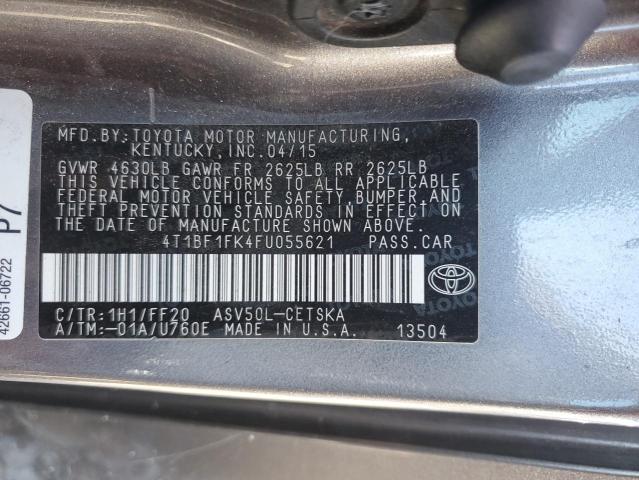 MFD.BY:TOYOTA MOTOR MANUFACTURING,
KENTUCKY, INC.04/15
GVWR 4630LB GAWR FR 2625LB RR 2625LB
THIS VEHICLE CONFORMS TO ALL APPLICABLE
FEDERAL MOTOR VEHICLE SAFETY, BUMPER, AND
THEFT PREVENTION STANDARDS IN EFFECT ON
THE DATE OF MANUFACTURE SHOWN ABOVE.
4T1BF1FK4FU055621 PASS.CAR
TOYOTA
C/TR:1H1/FF20 ASV50L-CETSKA
A/TM:-01A/U760E MADE IN U.S.A. 13504
P7
42661-06722